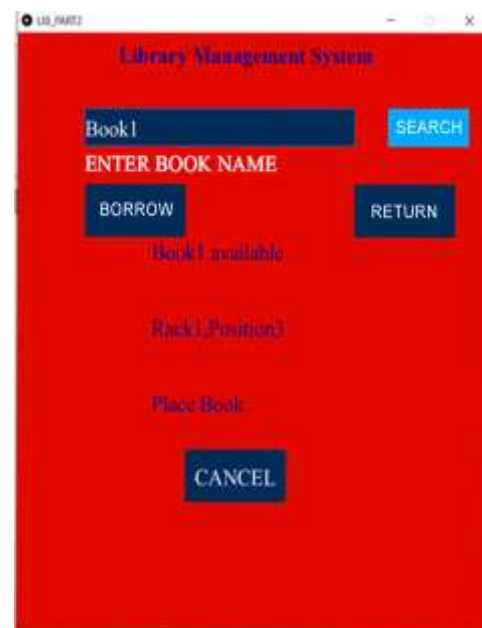 LIB_PART2
Library Management System
Book1
SEARCH
ENTER BOOK NAME
BORROW
RETURN
Book1 available
Rack1,Position3
Place Book
CANCEL